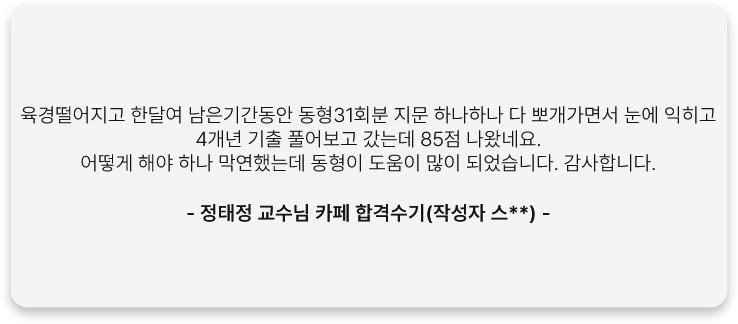 육경떨어지고 한달여 남은기간동안 동형31회분 지문 하나하나 다 뽀개가면서 눈에 익히고
4개년 기출 풀어보고 갔는데 85점 나왔네요.
어떻게 해야 하나 막연했는데 동형이 도움이 많이 되었습니다. 감사합니다.
- 정태정 교수님 카페 합격수기(작성자 스**) -